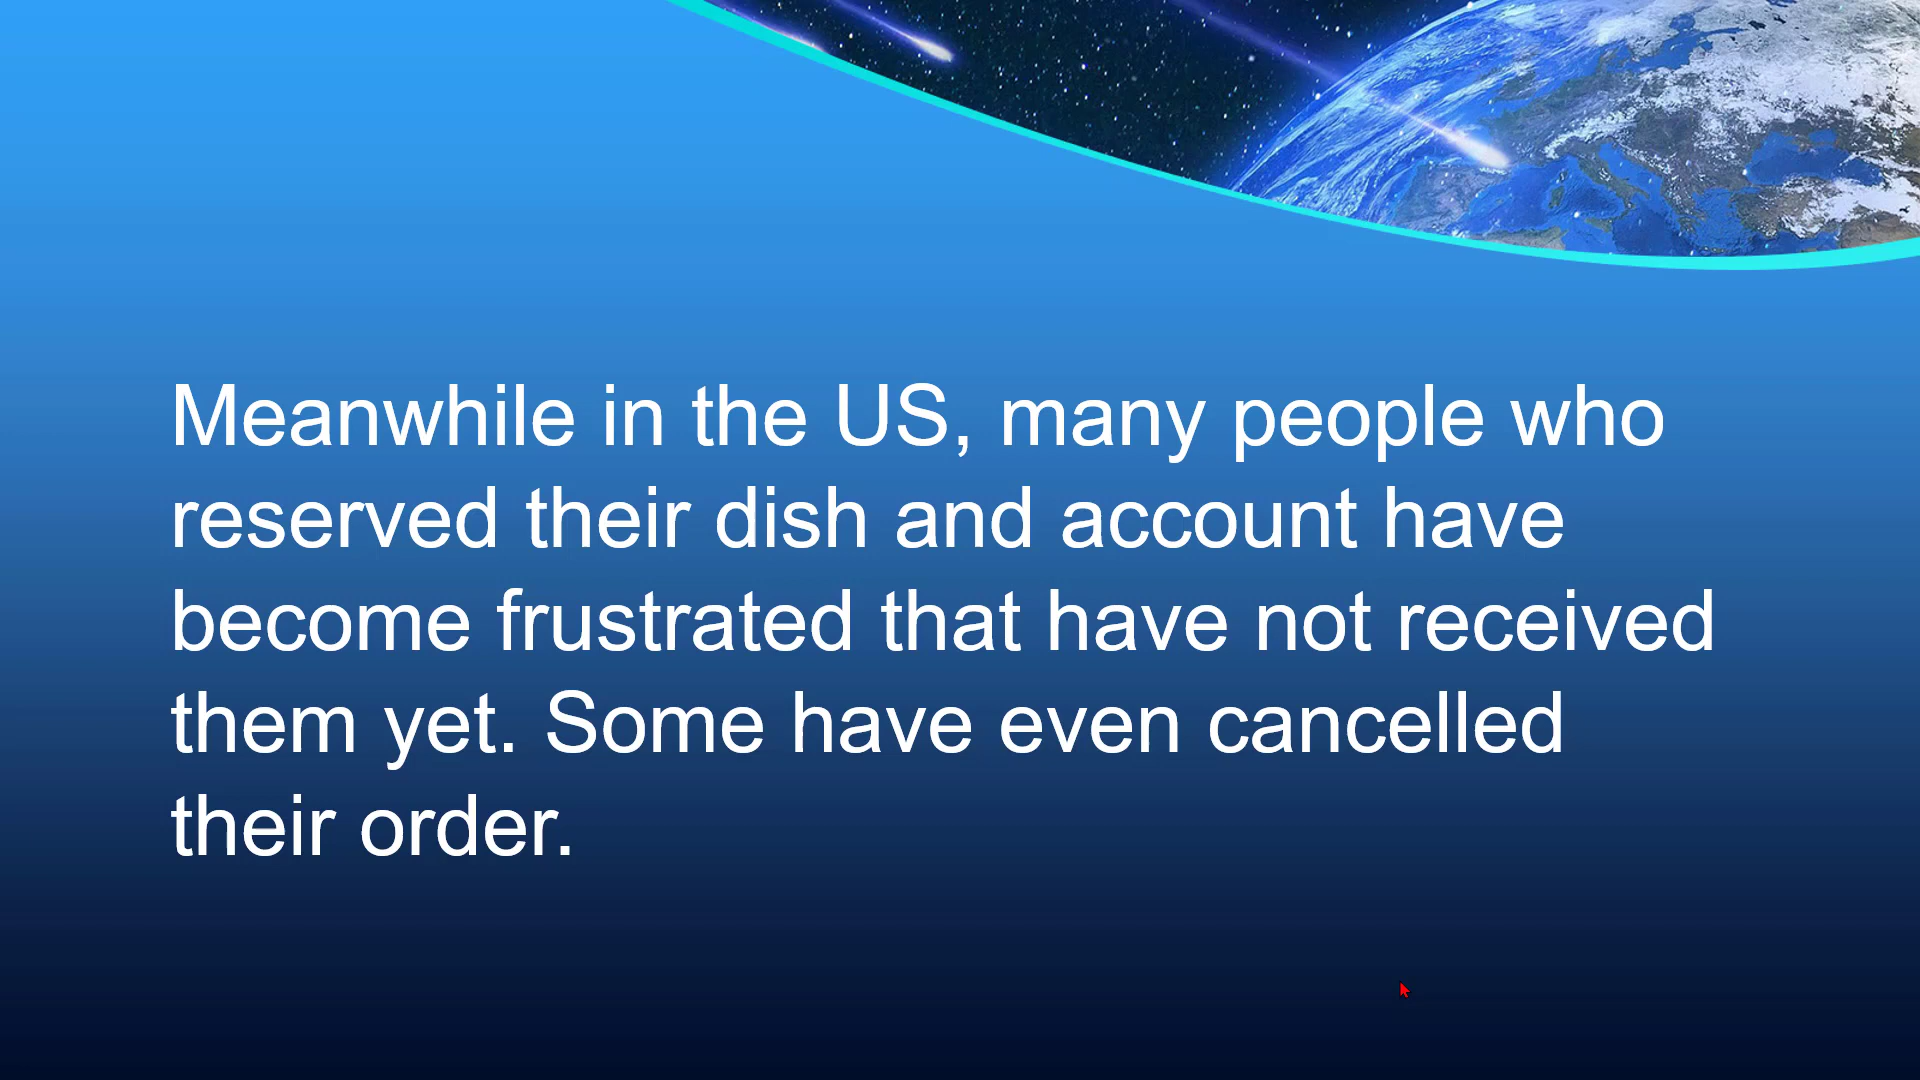 Meanwhile in the US, many people who
reserved their dish and account have
become frustrated that have not received
them yet. Some have even cancelled
their order.